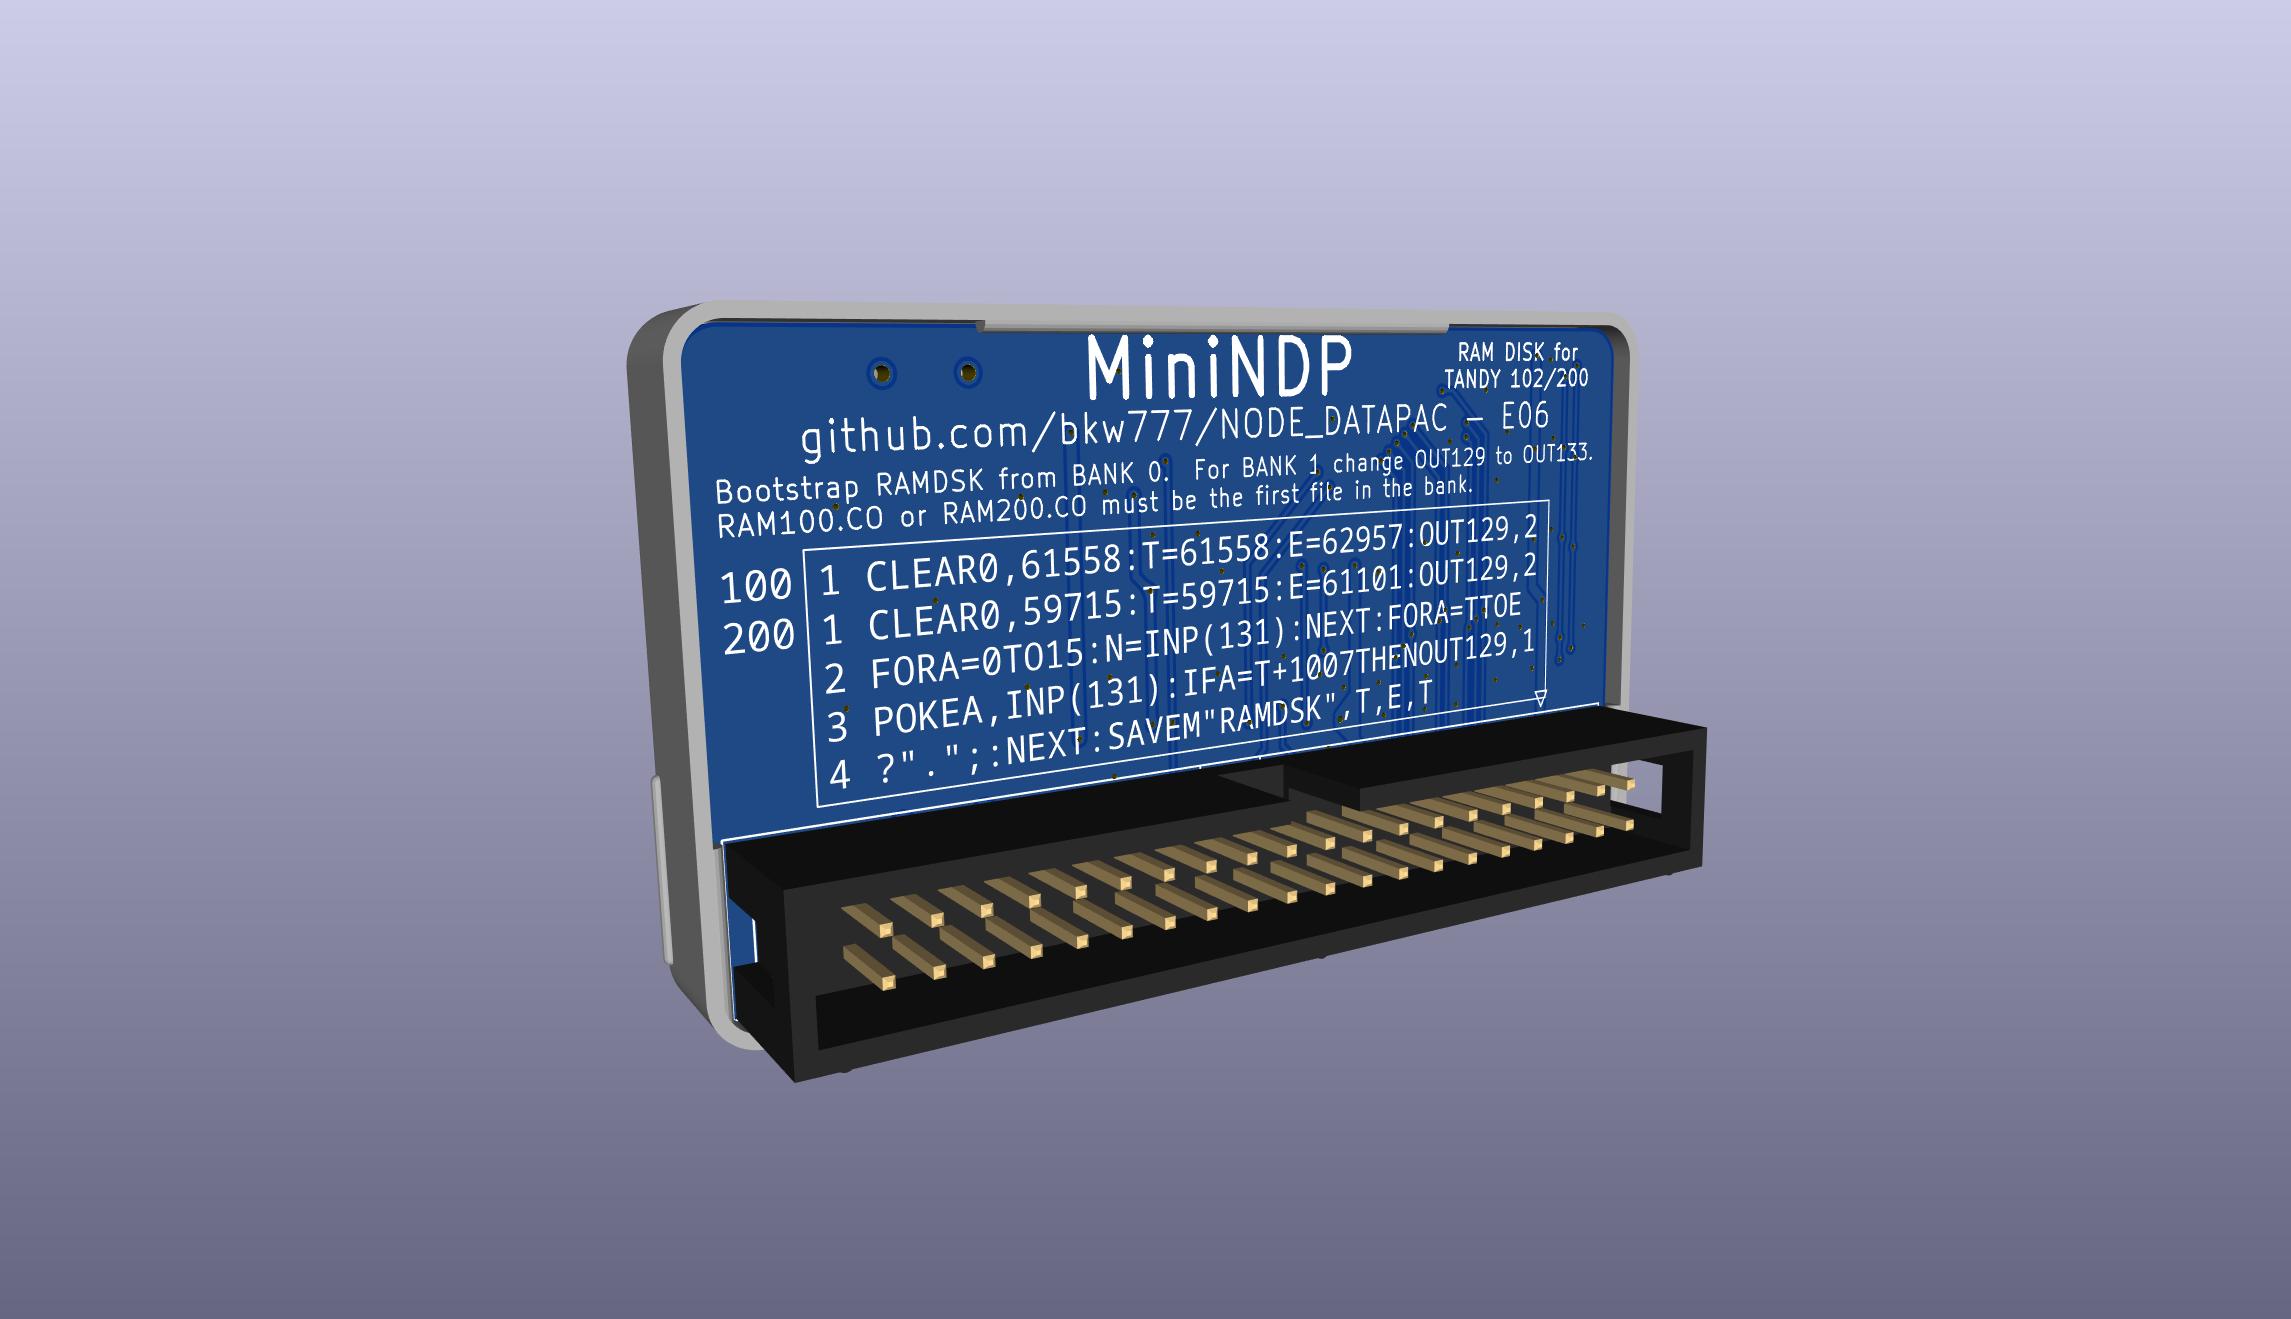 MiniNDP
RAM DISK for
TANDY 102/200
github.com/bkw777/NODE_DATAPAC – E06
Bootstrap RAMDSK from BANK 0.  For BANK 1 change OUT129 to OUT133.
RAM100.CO or RAM200.CO must be the first file in the bank.
100 1 CLEAR0,61558:T=61558:E=62957:OUT129,2
200 1 CLEAR0,59715:T=59715:E=61101:OUT129,2
2 FORA=0TO15:N=INP(131):NEXT:FORA=TTOE
3 POKEA,INP(131):IFA=T+1007THENOUT129,1
4 ?".";:NEXT:SAVEM"RAMDSK",T,E,T